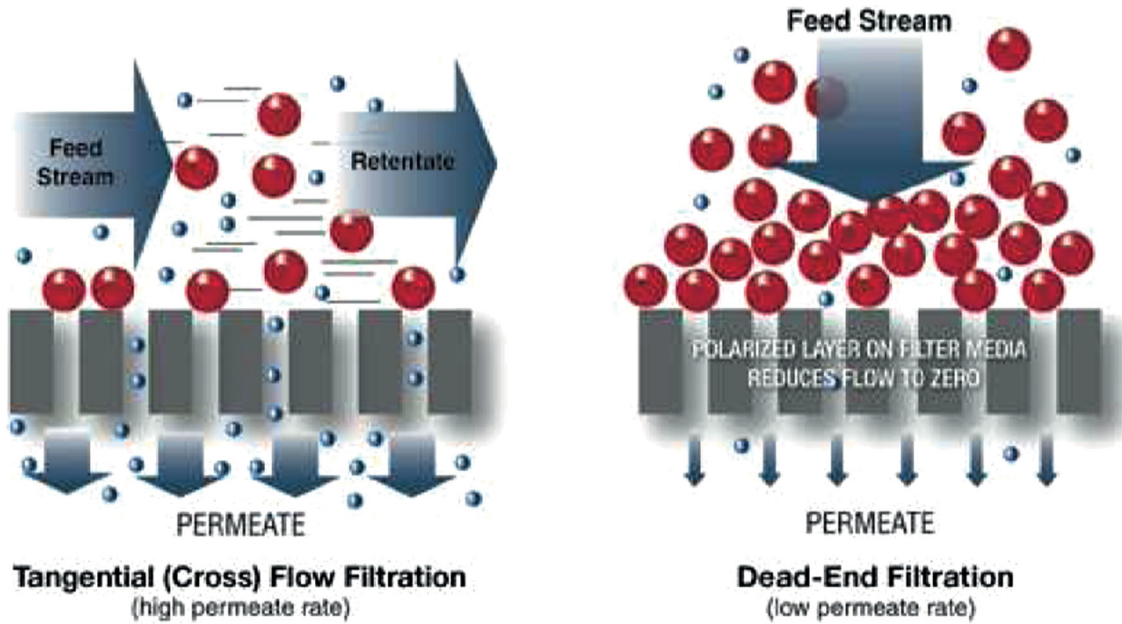 Feed
Stream
Retentate
PERMEATE
Tangential (Cross) Flow Filtration
(high permeate rate)
Feed Stream
POLARIZED LAYER ON FILTER MEDIA
REDUCES FLOW TO ZERO
PERMEATE
Dead-End Filtration
(low permeate rate)